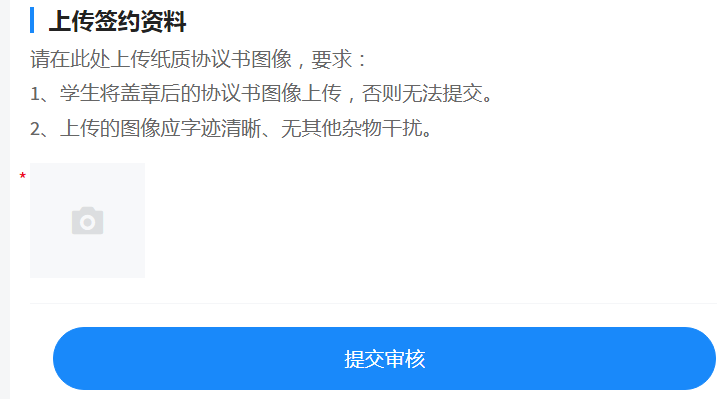 上传签约资料
请在此处上传纸质协议书图像，要求：
1、学生将盖章后的协议书图像上传，否则无法提交。
2、上传的图像应字迹清晰、无其他杂物干扰。
*
提交审核